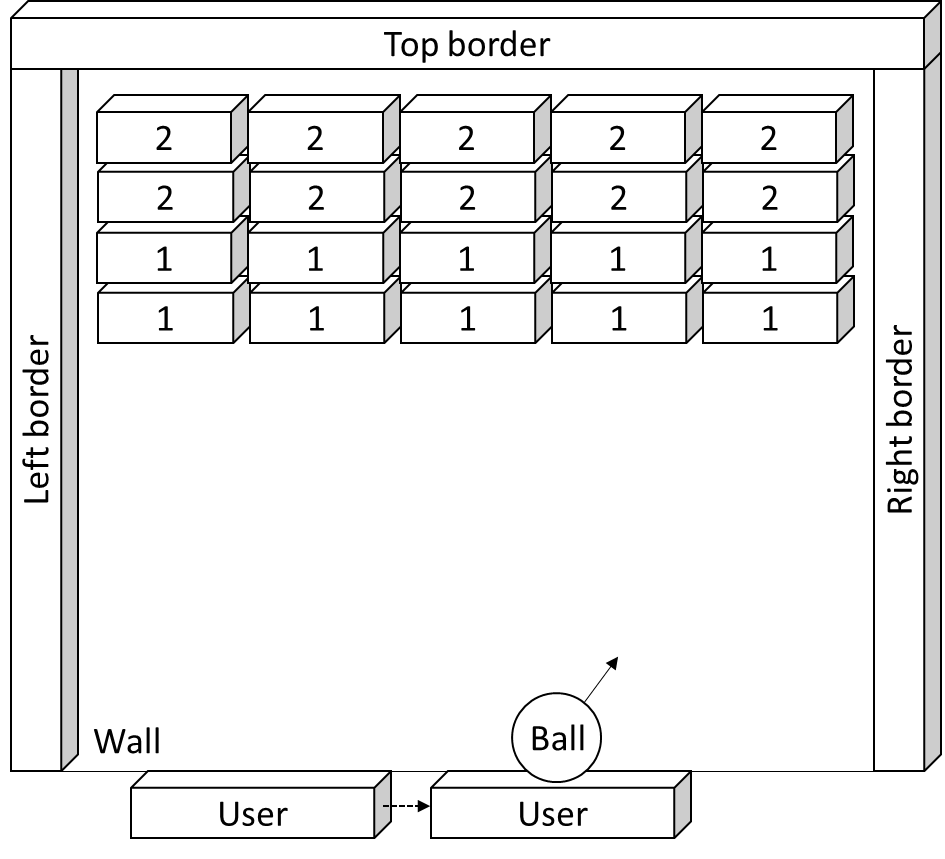 Top border
2 2 2 2 2
2 2 2 2 2
1 1 1 1 1
1 1 1 1 1
Left border
Right border
Ball
Wall
User
User